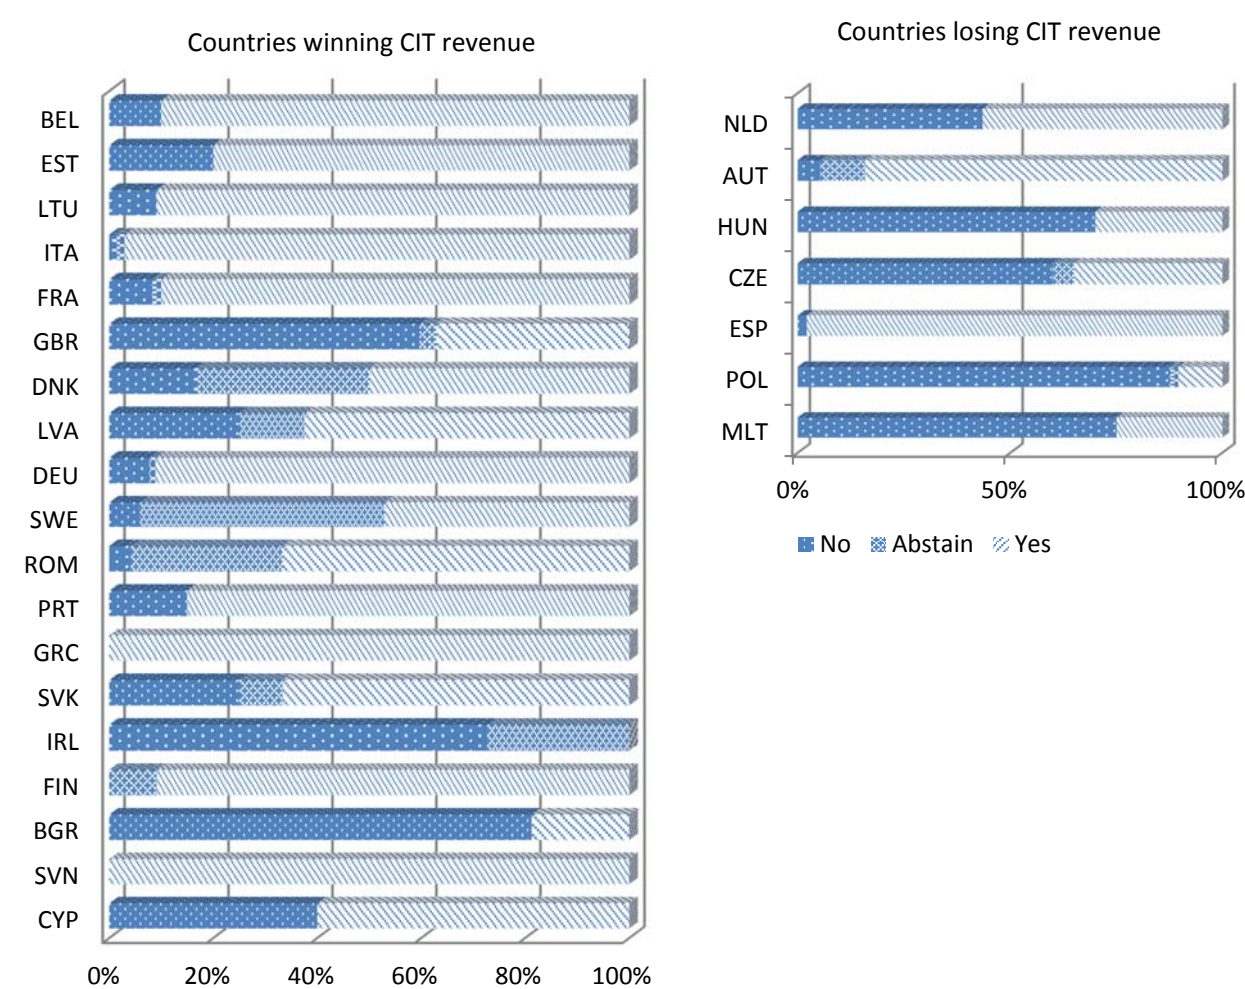 Countries winning CIT revenue
BEL
EST
LTU
ITA
FRA
GBR
DNK
LVA
DEU
SWE
ROM
PRT
GRC
SVK
IRL
FIN
BGR
SVN
CYP
0% 20% 40% 60% 80% 100%
Countries losing CIT revenue
NLD
AUT
HUN
CZE
ESP
POL
MLT
0% 50% 100%
No Abstain Yes